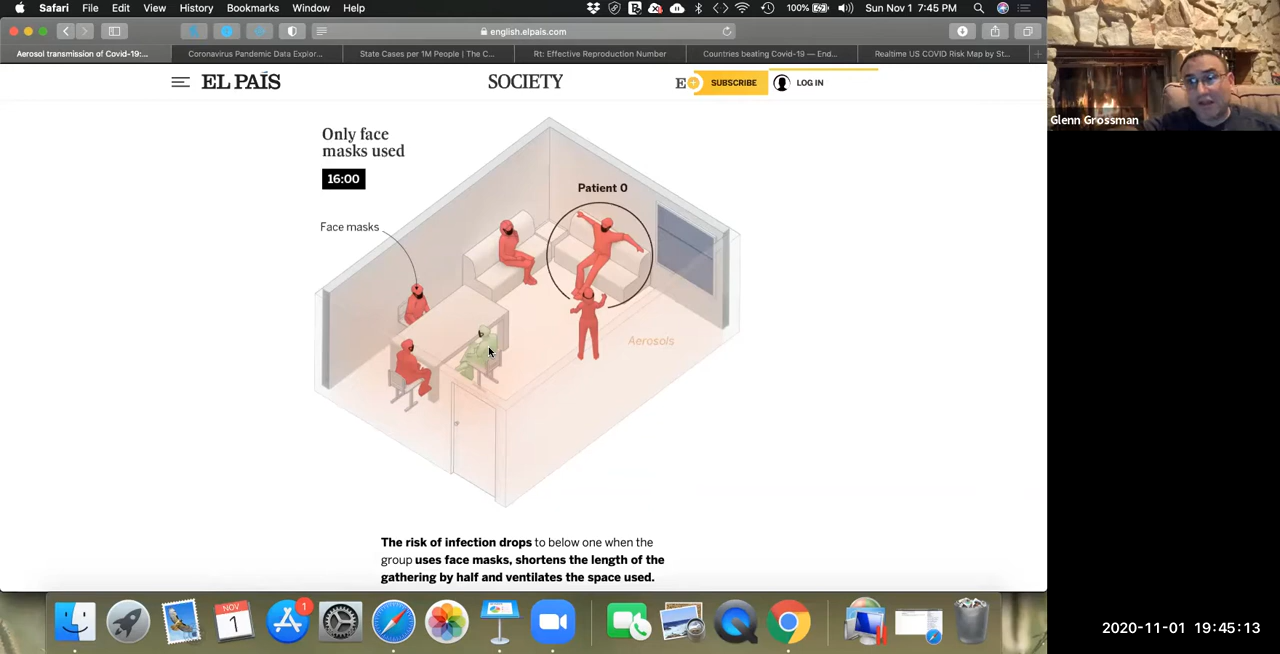 Safari File Edit View History Bookmarks Window Help 100% Sun Nov 1 7:45 PM
english.elpais.com
Aerosol transmission of Covid-19:... Coronavirus Pandemic Data Explor... State Cases per 1M People | The C... Rt: Effective Reproduction Number Countries beating Covid-19 — End... Realtime US COVID Risk Map by St...
EL PAÍS SOCIETY E SUBSCRIBE LOG IN
Glenn Grossman
Only face
masks used
16:00
Patient 0
Face masks
Aerosols
The risk of infection drops to below one when the
group uses face masks, shortens the length of the
gathering by half and ventilates the space used.
NOV
1
1
2020-11-01 19:45:13